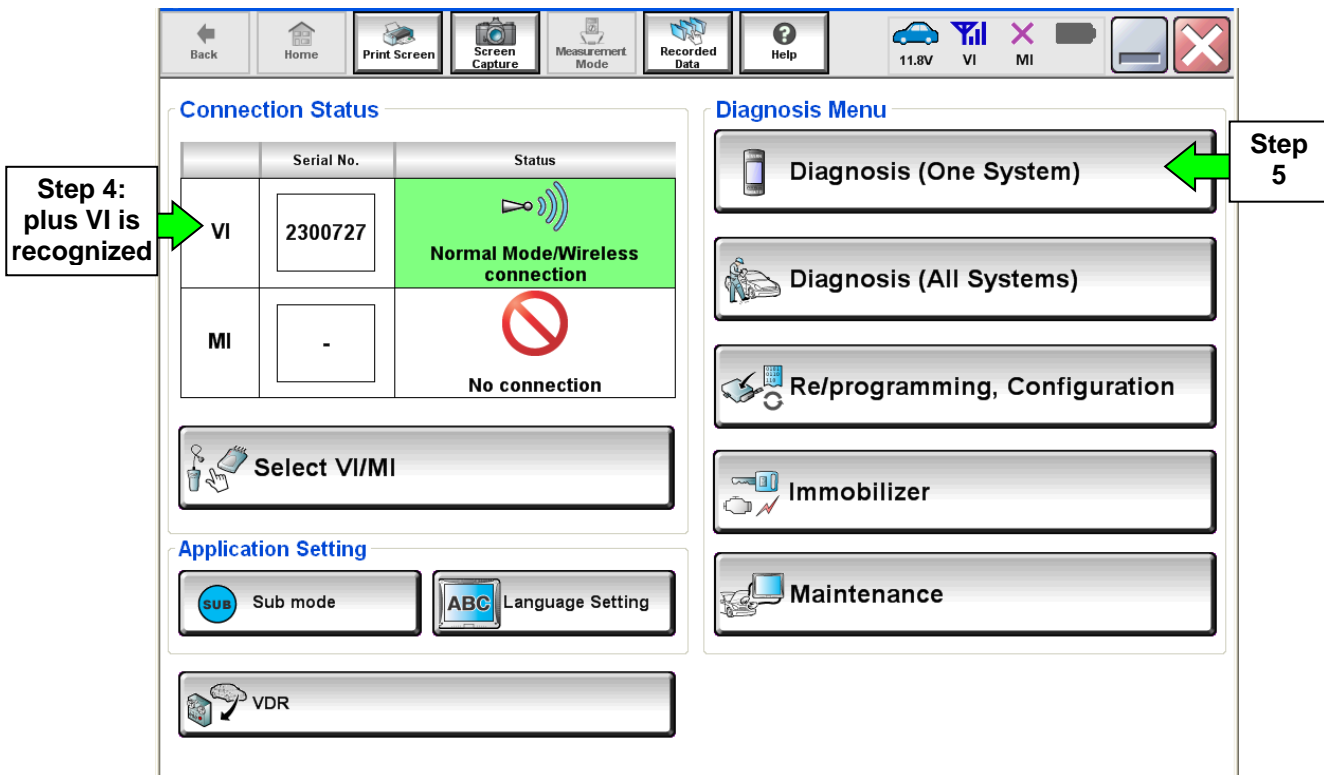 Back
Home
Print Screen
Screen
Capture
Measurement
Mode
Recorded
Data
Help
11.8V
VI
MI
Connection Status
Serial No.
Status
VI
2300727
Normal Mode/Wireless
connection
MI
-
No connection
Select VI/MI
Application Setting
SUB
Sub mode
ABC
Language Setting
VDR
Diagnosis Menu
Diagnosis (One System)
Diagnosis (All Systems)
Re/programming, Configuration
Immobilizer
Maintenance
Step 4:
plus VI is
recognized
Step
5